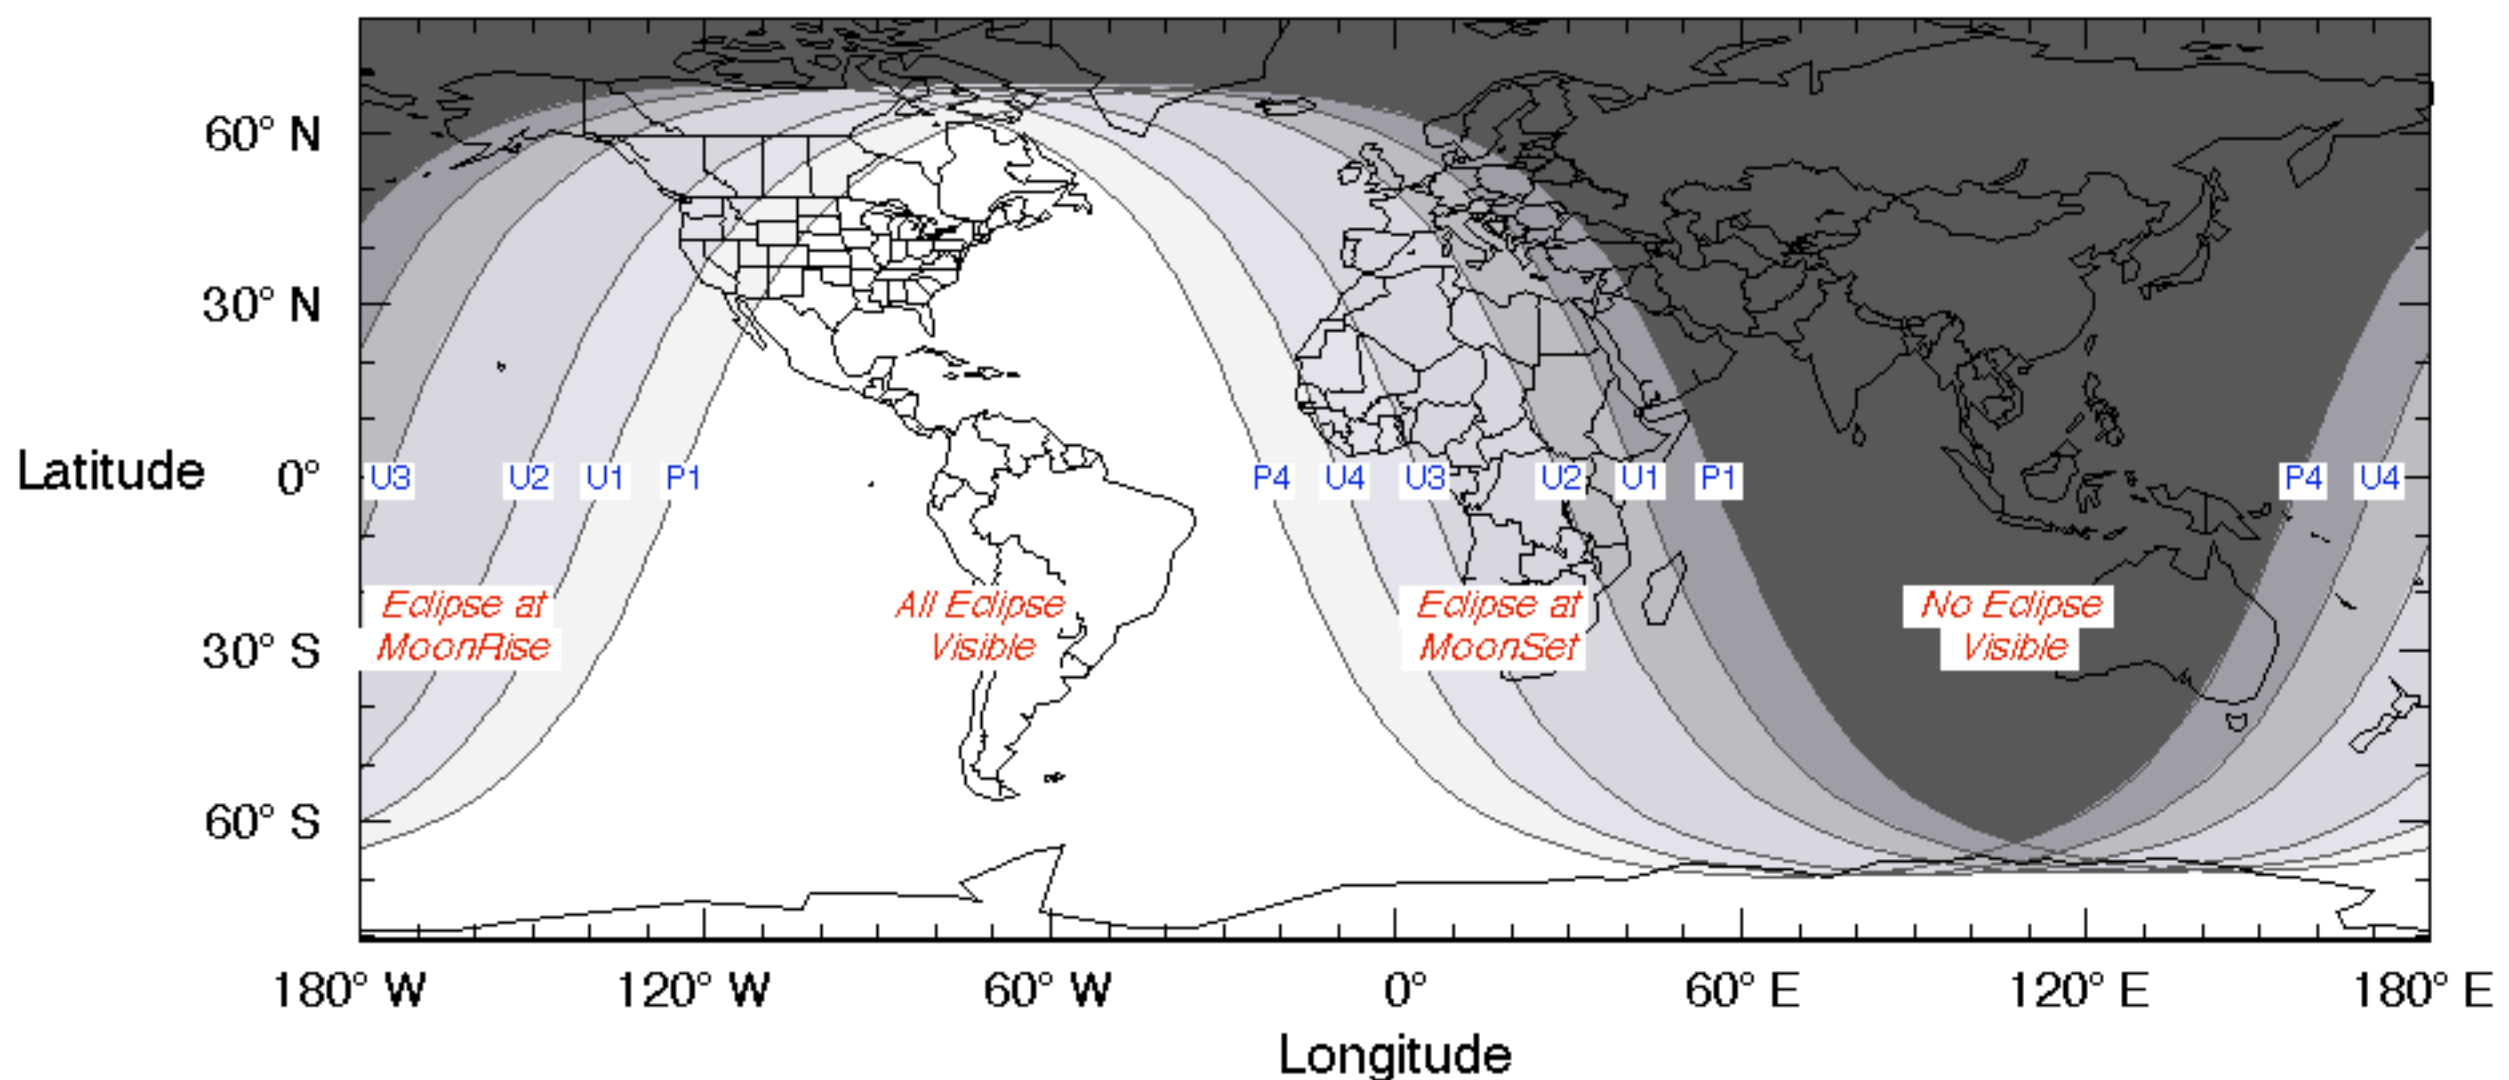 60° N
30° N
Latitude 0°
U3 U2 U1 P1 P4 U4 U3 U2 U1 P1 P4 U4
Eclipse at All Eclipse Eclipse at No Eclipse
MoonRise Visible MoonSet Visible
30° S
60° S
180° W 120° W 60° W 0° 60° E 120° E 180° E
Longitude